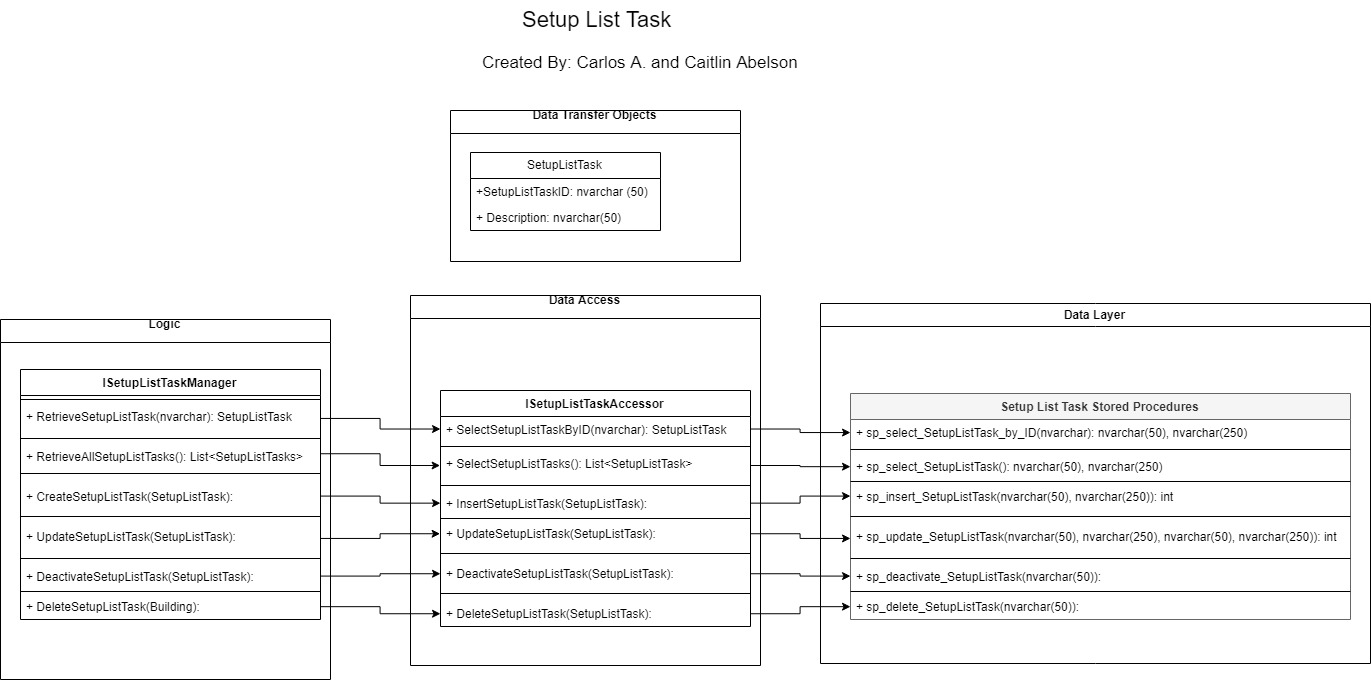 Setup List Task
Created By: Carlos A. and Caitlin Abelson
Data Transfer Objects
SetupListTask
+SetupListTaskID: nvarchar (50)
+ Description: nvarchar(50)
Logic
ISetupListTaskManager
+ RetrieveSetupListTask(nvarchar): SetupListTask
+ RetrieveAllSetupListTasks(): List<SetupListTasks>
+ CreateSetupListTask(SetupListTask):
+ UpdateSetupListTask(SetupListTask):
+ DeactivateSetupListTask(SetupListTask):
+ DeleteSetupListTask(Building):
Data Access
ISetupListTaskAccessor
+ SelectSetupListTaskByID(nvarchar): SetupListTask
+ SelectSetupListTasks(): List<SetupListTask>
+ InsertSetupListTask(SetupListTask):
+ UpdateSetupListTask(SetupListTask):
+ DeactivateSetupListTask(SetupListTask):
+ DeleteSetupListTask(SetupListTask):
Data Layer
Setup List Task Stored Procedures
+ sp_select_SetupListTask_by_ID(nvarchar): nvarchar(50), nvarchar(250)
+ sp_select_SetupListTask(): nvarchar(50), nvarchar(250)
+ sp_insert_SetupListTask(nvarchar(50), nvarchar(250)): int
+ sp_update_SetupListTask(nvarchar(50), nvarchar(250), nvarchar(50), nvarchar(250)): int
+ sp_deactivate_SetupListTask(nvarchar(50)):
+ sp_delete_SetupListTask(nvarchar(50)):